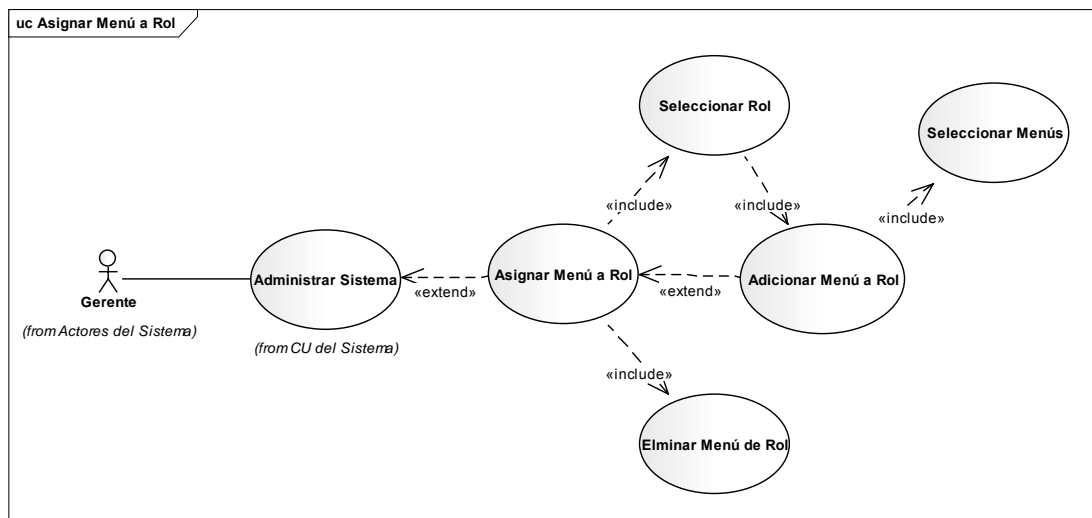 uc Asignar Menú a Rol
Seleccionar Rol
Seleccionar Menús
«include»
«include»
«include»
Administrar Sistema
Asignar Menú a Rol
Adicionar Menú a Rol
«extend»
«extend»
Gerente
(from Actores del Sistema)
(from CU del Sistema)
«include»
Elminar Menú de Rol